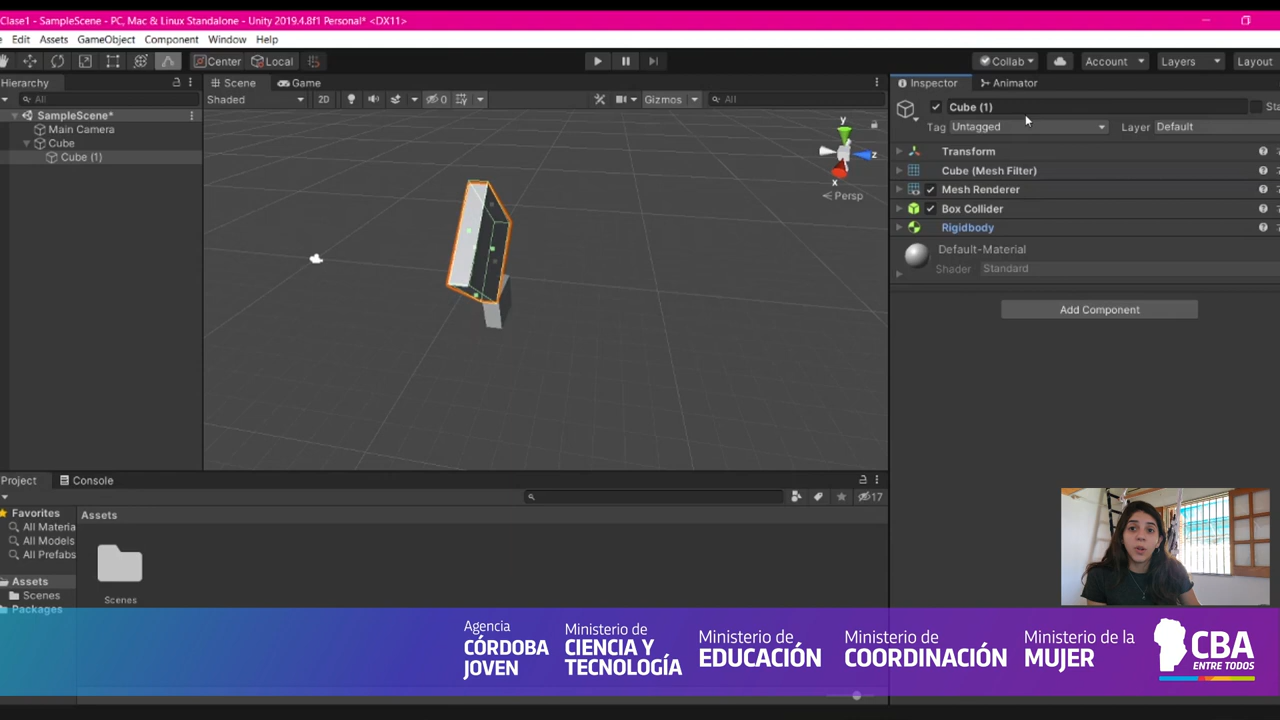 Clase1 - SampleScene - PC, Mac & Linux Standalone - Unity 2019.4.8f1 Personal* <DX11>
Edit Assets GameObject Component Window Help
Center Local Collab Account Layers Layout
Hierarchy
All
SampleScene*
Main Camera
Cube
Cube (1)
Scene Game
Shaded 2D 0 Gizmos All
y
z
x
Persp
Inspector Animator
Cube (1) Sta
Tag Untagged Layer Default
Transform
Cube (Mesh Filter)
Mesh Renderer
Box Collider
Rigidbody
Default-Material
Shader Standard
Add Component
Project Console
17
Favorites
All Materia
All Models
All Prefabs
Assets
Scenes
Packages
Assets
Scenes
Agencia
CÓRDOBA
JOVEN
Ministerio de
CIENCIA Y
TECNOLOGÍA
Ministerio de
EDUCACIÓN
Ministerio de
COORDINACIÓN
Ministerio de la
MUJER
CBA
ENTRE TODOS